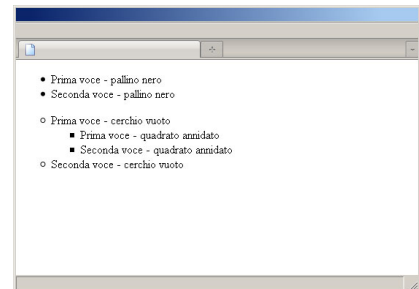 Prima voce - pallino nero
Seconda voce - pallino nero
Prima voce - cerchio vuoto
Prima voce - quadrato annidato
Seconda voce - quadrato annidato
Seconda voce - cerchio vuoto